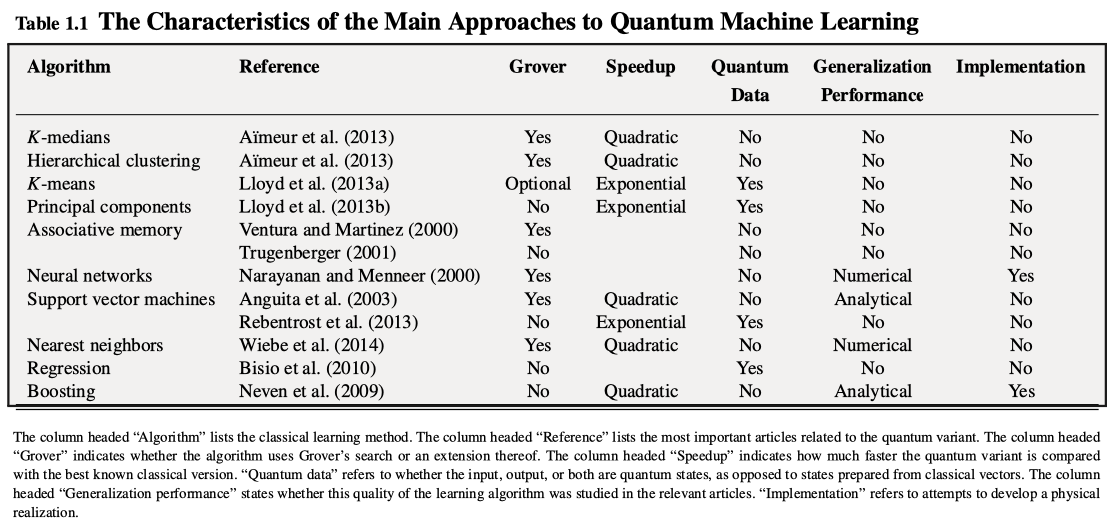 Table 1.1 The Characteristics of the Main Approaches to Quantum Machine Learning
Algorithm Reference Grover Speedup Quantum Data Generalization Performance Implementation
K-medians Aïmeur et al. (2013) Yes Quadratic No No No
Hierarchical clustering Aïmeur et al. (2013) Yes Quadratic No No No
K-means Lloyd et al. (2013a) Optional Exponential Yes No No
Principal components Lloyd et al. (2013b) No Exponential Yes No No
Associative memory Ventura and Martinez (2000) Yes No No No
Trugenberger (2001) No No No No
Neural networks Narayanan and Menneer (2000) Yes No Numerical Yes
Support vector machines Anguita et al. (2003) Yes Quadratic No Analytical No
Rebentrost et al. (2013) No Exponential Yes No No
Nearest neighbors Wiebe et al. (2014) Yes Quadratic No Numerical No
Regression Bisio et al. (2010) No Yes No No
Boosting Neven et al. (2009) No Quadratic No Analytical Yes
The column headed “Algorithm” lists the classical learning method. The column headed “Reference” lists the most important articles related to the quantum variant. The column headed
“Grover” indicates whether the algorithm uses Grover’s search or an extension thereof. The column headed “Speedup” indicates how much faster the quantum variant is compared
with the best known classical version. “Quantum data” refers to whether the input, output, or both are quantum states, as opposed to states prepared from classical vectors. The column
headed “Generalization performance” states whether this quality of the learning algorithm was studied in the relevant articles. “Implementation” refers to attempts to develop a physical
realization.